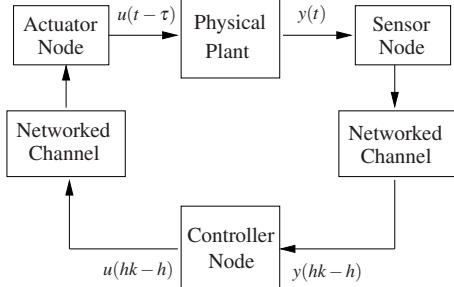 Actuator
Node
u(t − τ)
Physical
Plant
y(t)
Sensor
Node
Networked
Channel
Networked
Channel
Controller
Node
u(hk − h)
y(hk − h)